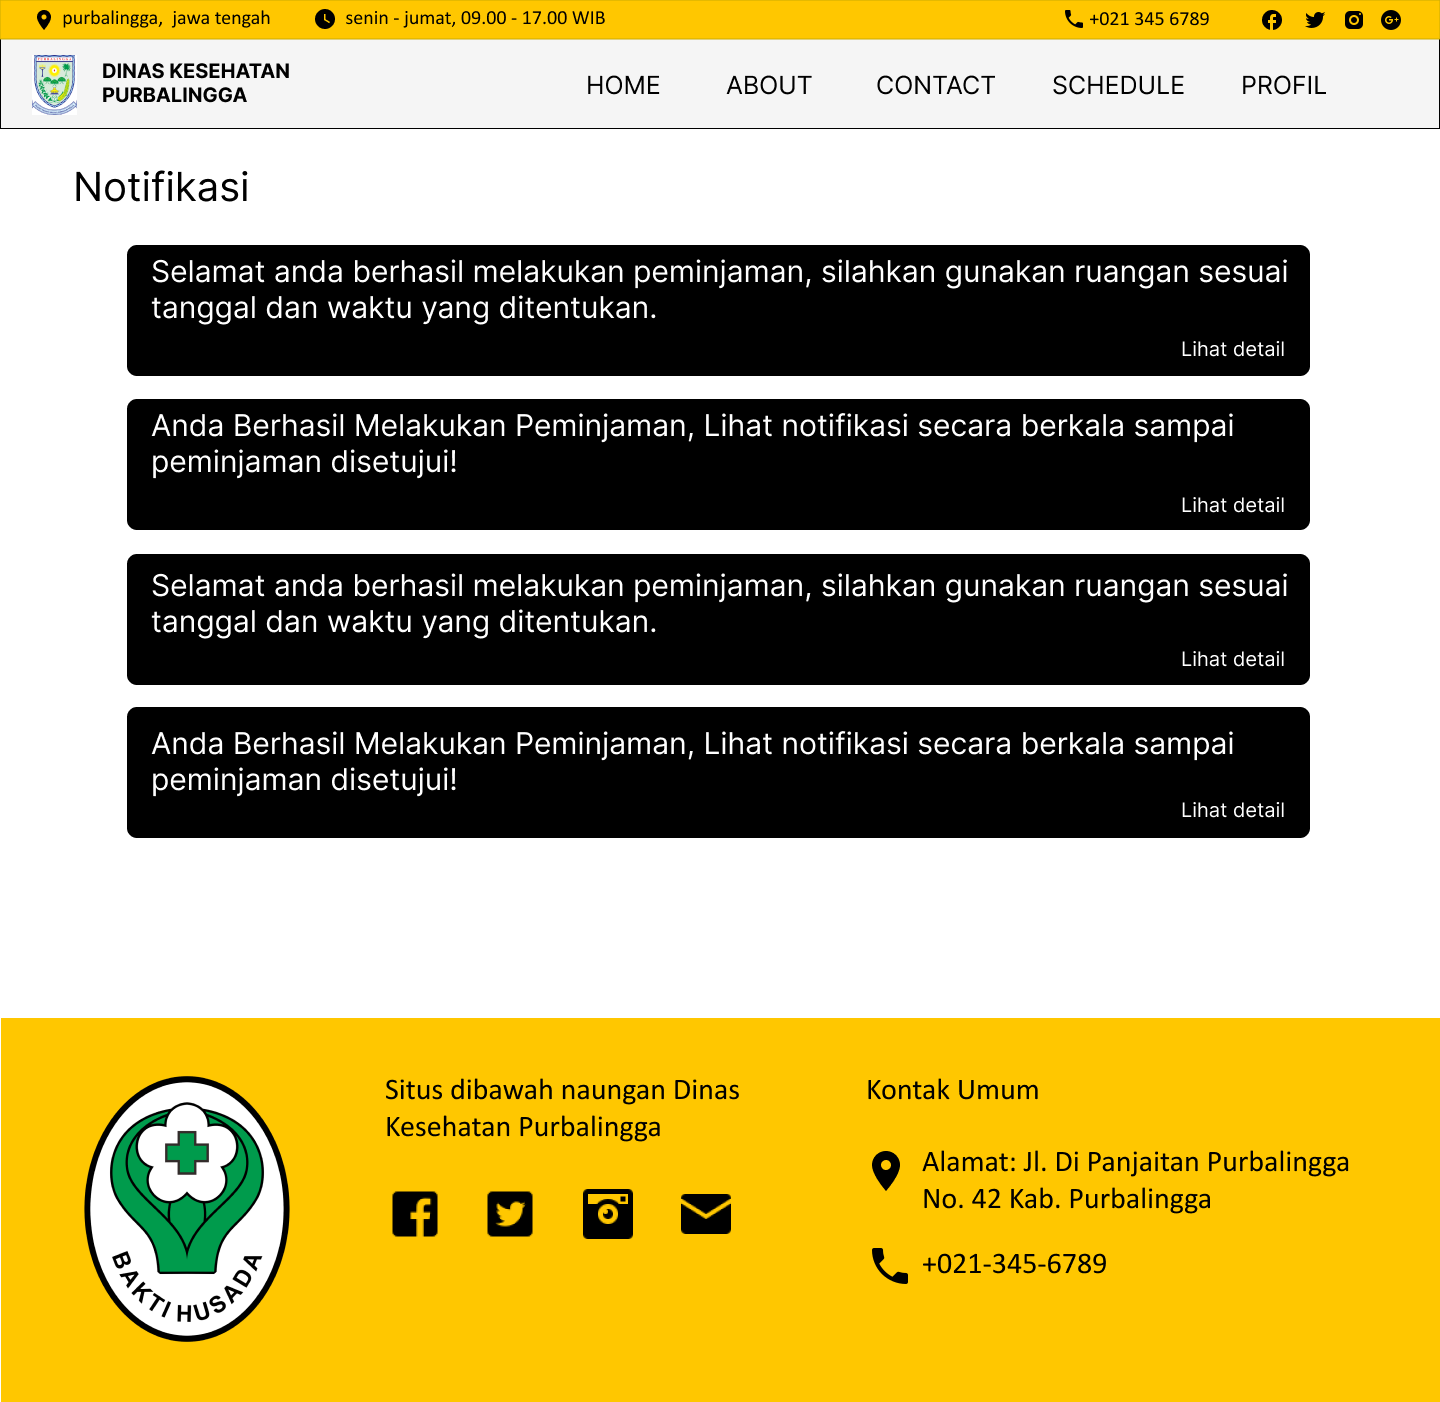 purbalingga, jawa tengah
senin - jumat, 09.00 - 17.00 WIB
+021 345 6789
DINAS KESEHATAN
PURBALINGGA
HOME
ABOUT
CONTACT
SCHEDULE
PROFIL
Notifikasi
Selamat anda berhasil melakukan peminjaman, silahkan gunakan ruangan sesuai
tanggal dan waktu yang ditentukan.
Lihat detail
Anda Berhasil Melakukan Peminjaman, Lihat notifikasi secara berkala sampai
peminjaman disetujui!
Lihat detail
Selamat anda berhasil melakukan peminjaman, silahkan gunakan ruangan sesuai
tanggal dan waktu yang ditentukan.
Lihat detail
Anda Berhasil Melakukan Peminjaman, Lihat notifikasi secara berkala sampai
peminjaman disetujui!
Lihat detail
BAKTI HUSADA
Situs dibawah naungan Dinas
Kesehatan Purbalingga
Kontak Umum
Alamat: Jl. Di Panjaitan Purbalingga
No. 42 Kab. Purbalingga
+021-345-6789